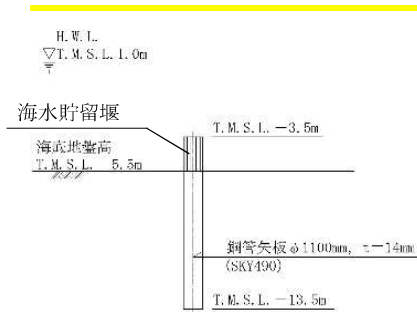 H.W.L.
▽T.M.S.L.1.0m
海水貯留堰
T.M.S.L.－3.5m
海底地盤高
T.M.S.L.　5.5m
鋼管矢板φ1100mm, t＝14mm
(SKY490)
T.M.S.L.－13.5m